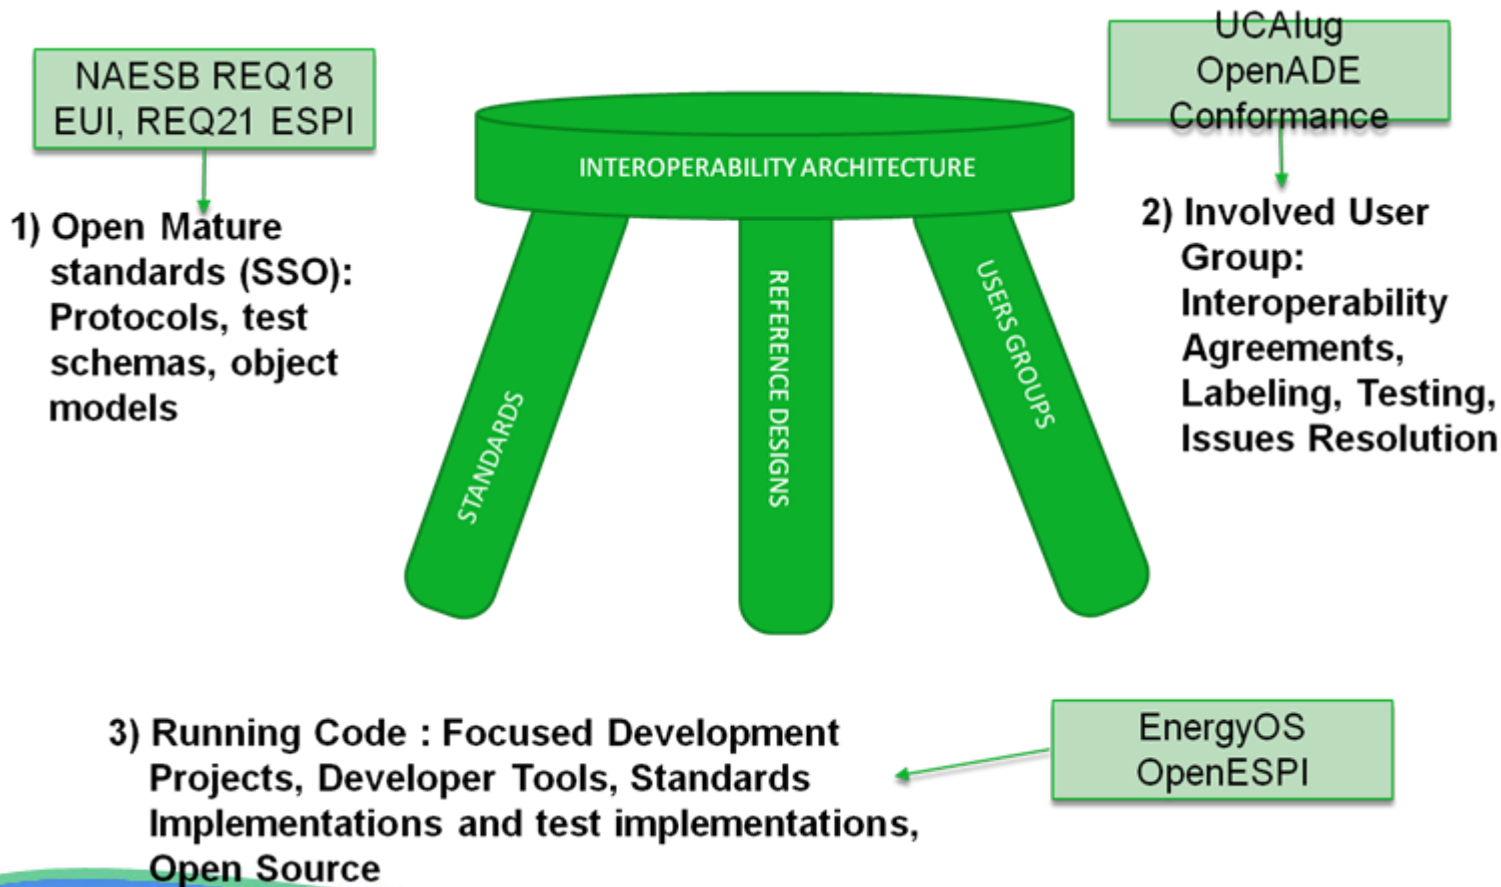 NAESB REQ18
EUI, REQ21 ESPI
1) Open Mature
standards (SSO):
Protocols, test
schemas, object
models
INTEROPERABILITY ARCHITECTURE
STANDARDS
REFERENCE DESIGNS
USERS GROUPS
UCAIug
OpenADE
Conformance
2) Involved User
Group:
Interoperability
Agreements,
Labeling, Testing,
Issues Resolution
3) Running Code : Focused Development
Projects, Developer Tools, Standards
Implementations and test implementations,
Open Source
EnergyOS
OpenESPI